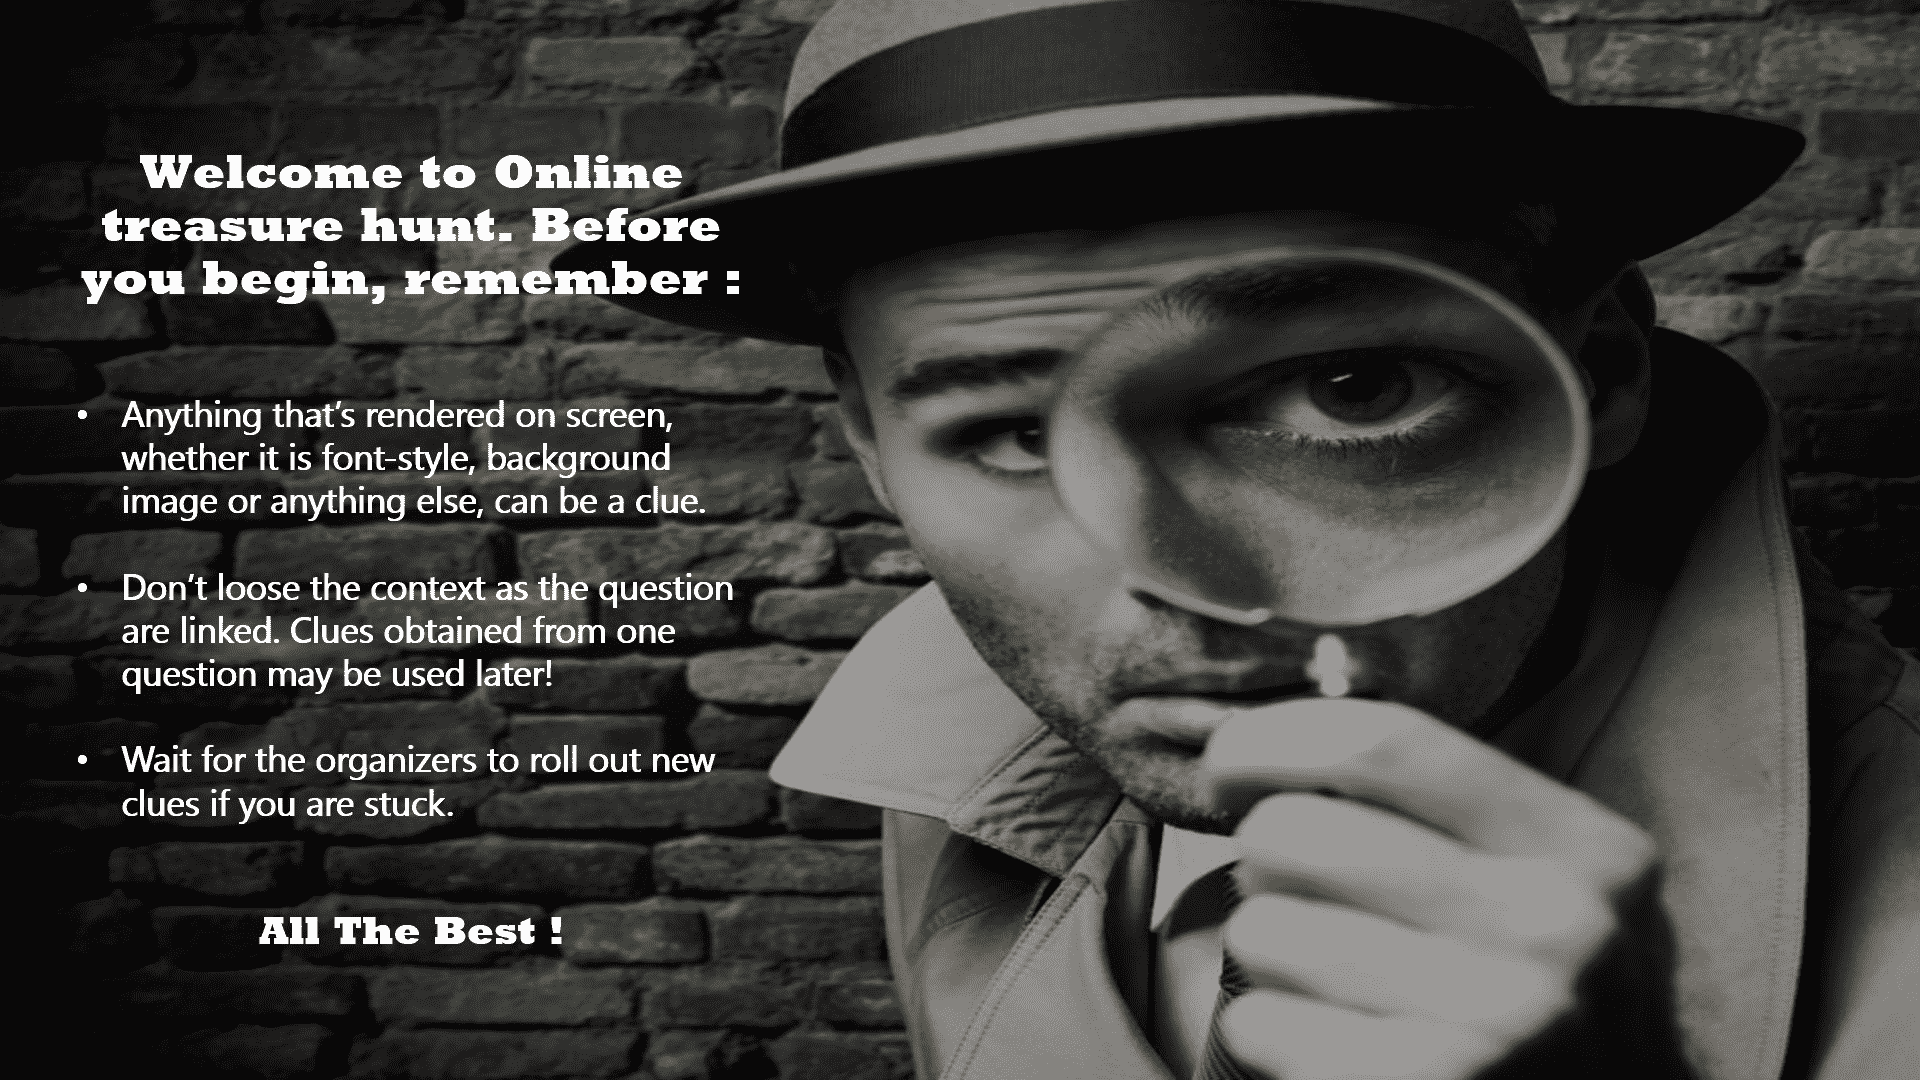 Welcome to Online
treasure hunt. Before
you begin, remember :
• Anything that’s rendered on screen,
whether it is font-style, background
image or anything else, can be a clue.
• Don’t loose the context as the question
are linked. Clues obtained from one
question may be used later!
• Wait for the organizers to roll out new
clues if you are stuck.
All The Best !